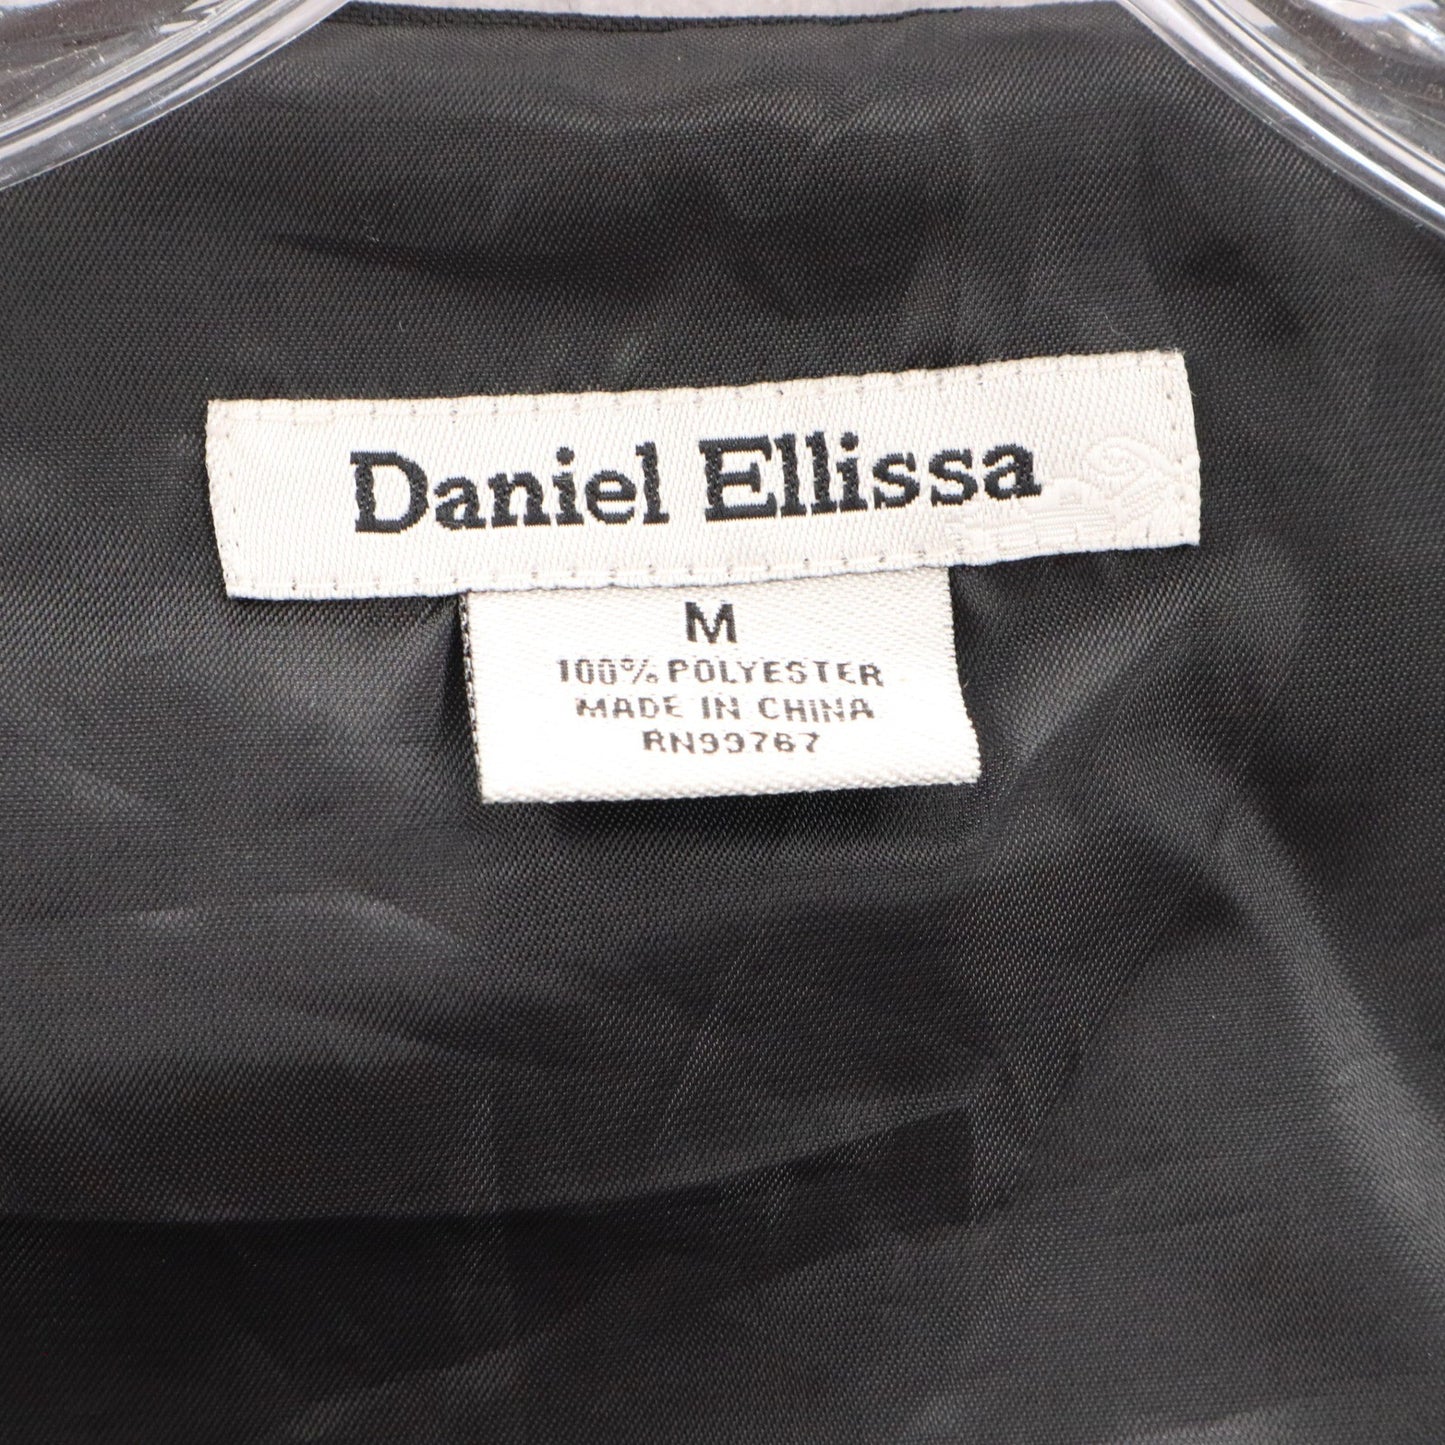 Daniel Ellissa
M
100% POLYESTER
MADE IN CHINA
RN99767